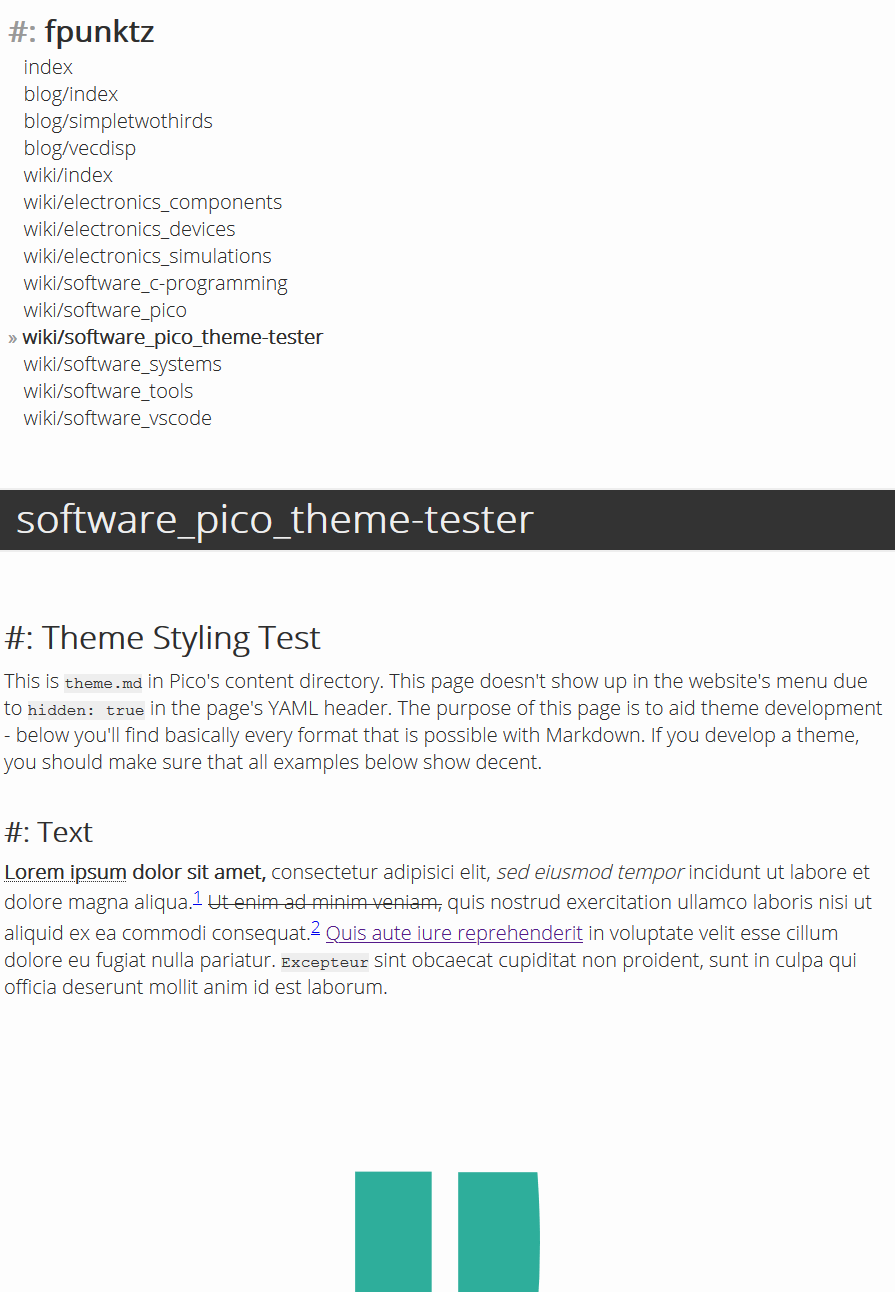 #: fpunktz
index
blog/index
blog/simpletwothirds
blog/vecdisp
wiki/index
wiki/electronics_components
wiki/electronics_devices
wiki/electronics_simulations
wiki/software_c-programming
wiki/software_pico
» wiki/software_pico_theme-tester
wiki/software_systems
wiki/software_tools
wiki/software_vscode
software_pico_theme-tester
#: Theme Styling Test
This is theme.md in Pico's content directory. This page doesn't show up in the website's menu due
to hidden: true in the page's YAML header. The purpose of this page is to aid theme development
- below you'll find basically every format that is possible with Markdown. If you develop a theme,
you should make sure that all examples below show decent.
#: Text
Lorem ipsum dolor sit amet, consectetur adipisici elit, sed eiusmod tempor incidunt ut labore et
dolore magna aliqua.1 Ut enim ad minim veniam, quis nostrud exercitation ullamco laboris nisi ut
aliquid ex ea commodi consequat.2 Quis aute iure reprehenderit in voluptate velit esse cillum
dolore eu fugiat nulla pariatur. Excepteur sint obcaecat cupiditat non proident, sunt in culpa qui
officia deserunt mollit anim id est laborum.